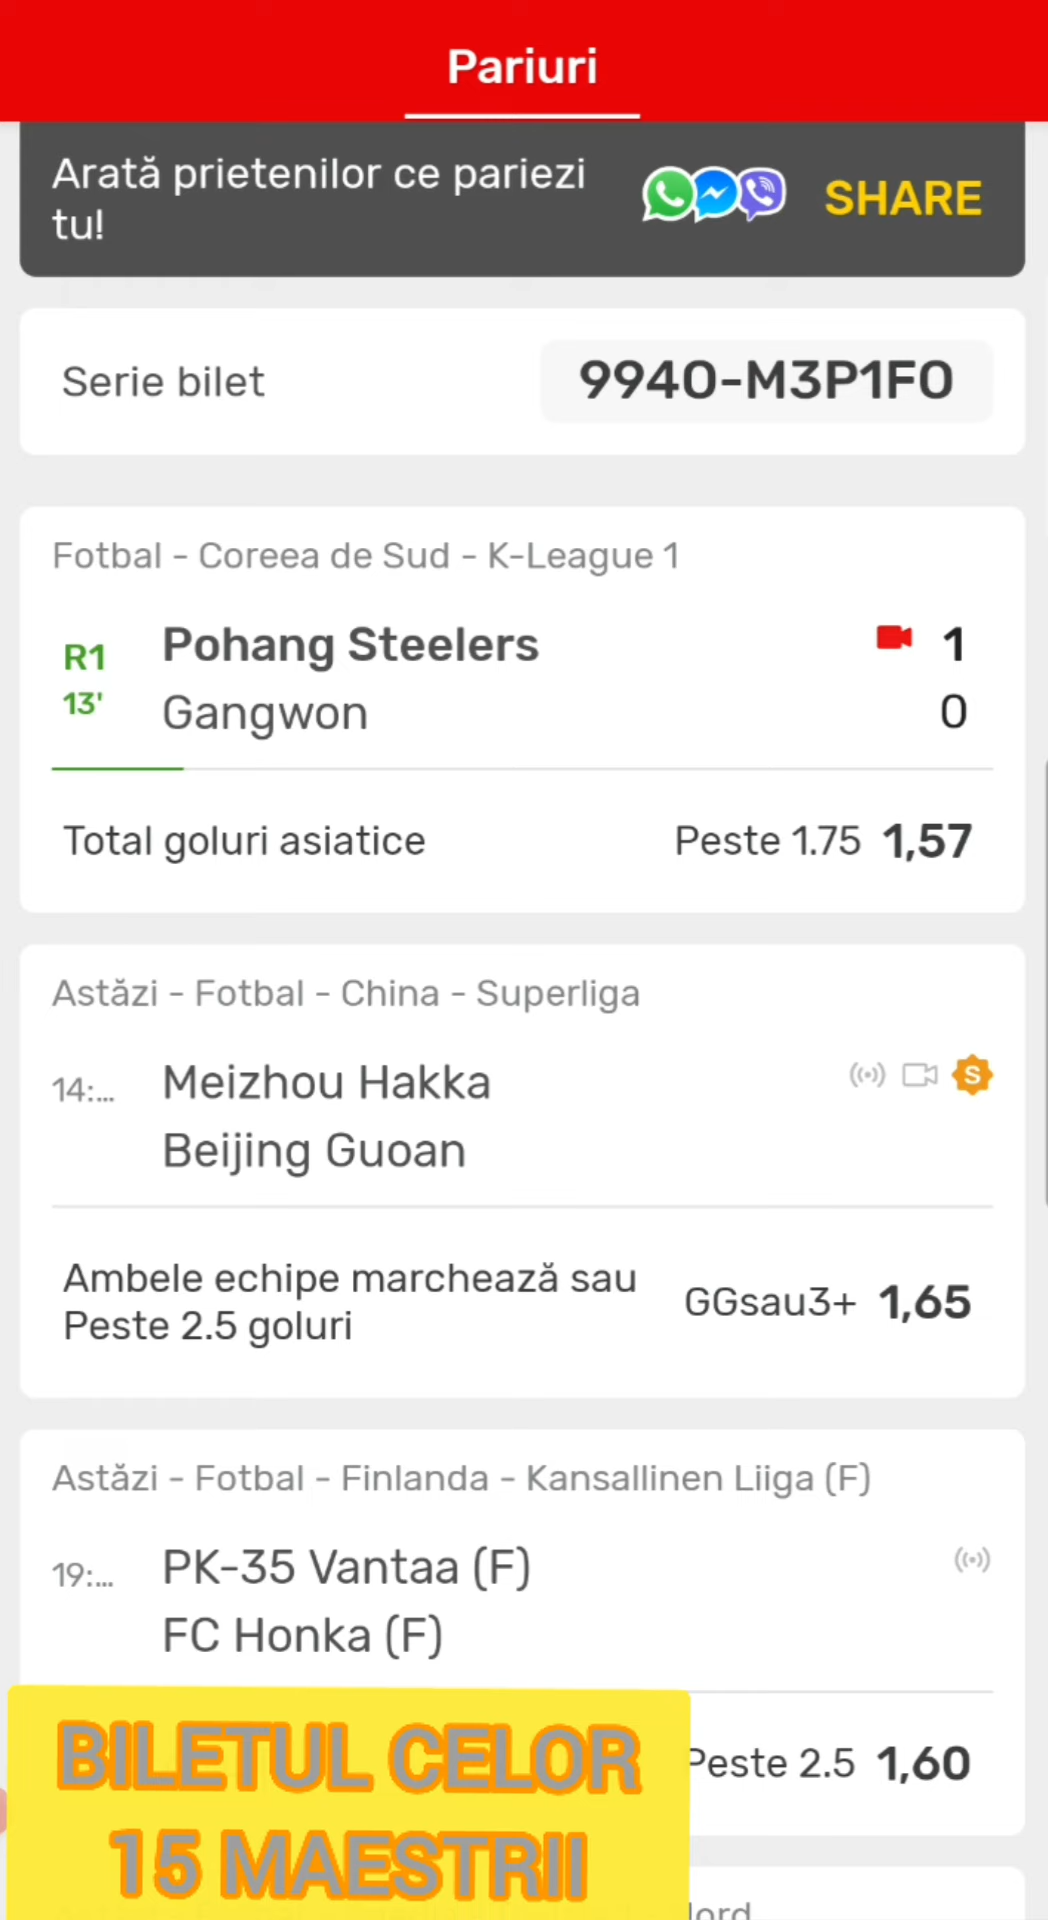 Pariuri
Arată prietenilor ce pariezi
tu!
SHARE
Serie bilet 9940-M3P1F0
Fotbal - Coreea de Sud - K-League 1
R1 Pohang Steelers 1
13' Gangwon 0
Total goluri asiatice Peste 1.75 1,57
Astăzi - Fotbal - China - Superliga
14:... Meizhou Hakka S
Beijing Guoan
Ambele echipe marchează sau
Peste 2.5 goluri
GGsau3+ 1,65
Astăzi - Fotbal - Finlanda - Kansallinen Liiga (F)
19:... PK-35 Vantaa (F)
FC Honka (F)
Peste 2.5 1,60
BILETUL CELOR
15 MAESTRII